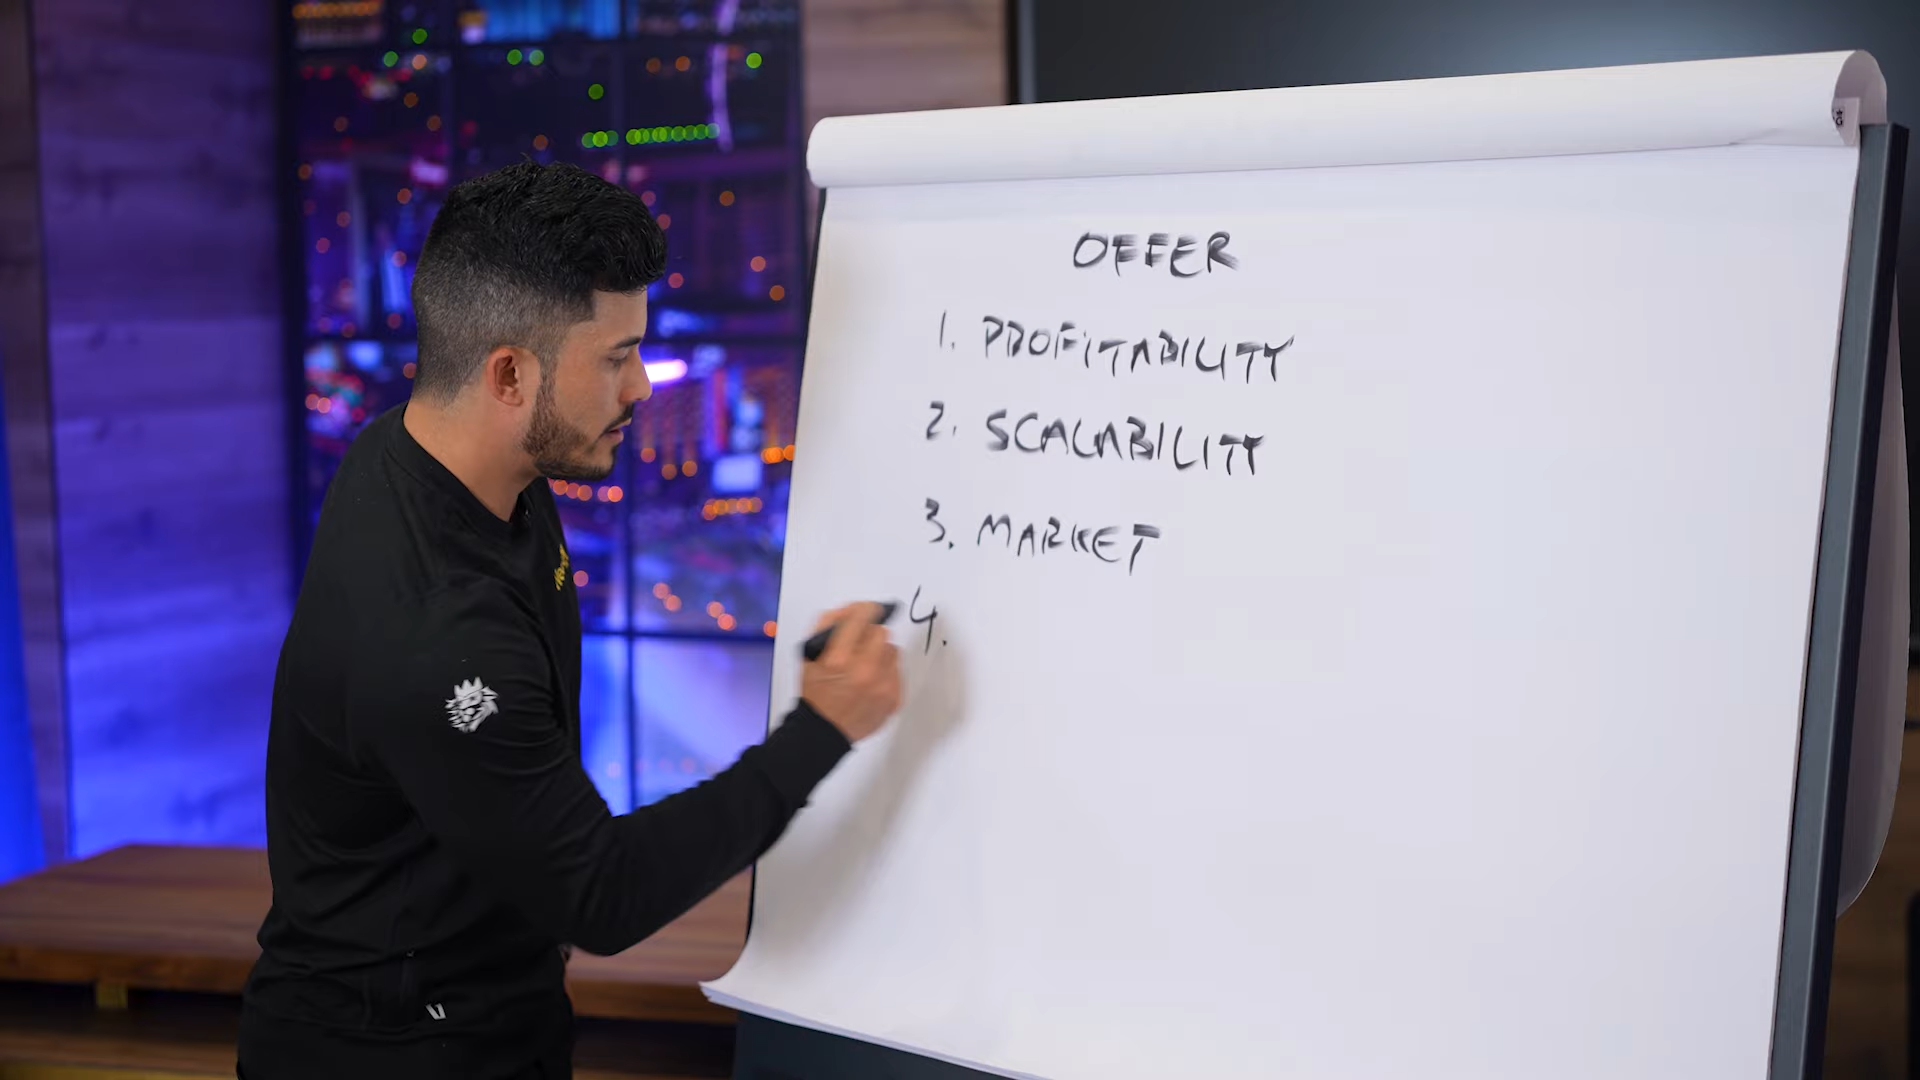 OFFER
1. PROFITABILITY
2. SCALABILITY
3. MARKET
4.